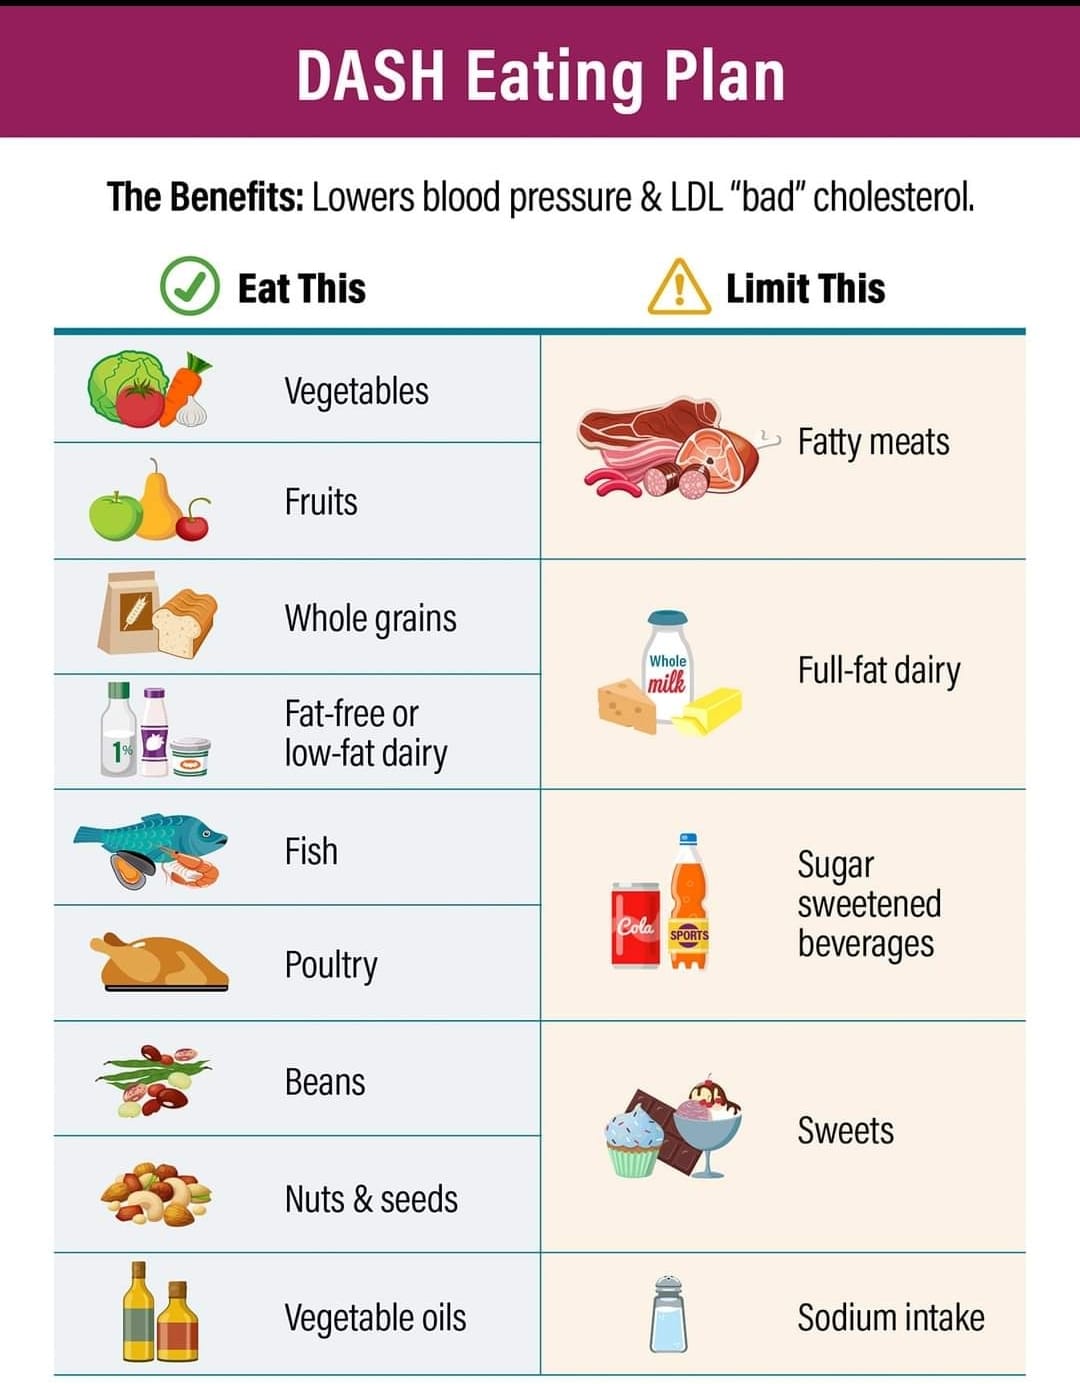 DASH Eating Plan
The Benefits: Lowers blood pressure & LDL “bad” cholesterol.
Eat This
Limit This
Vegetables
Fruits
Whole grains
1%
Fat-free or
low-fat dairy
Fish
Poultry
Beans
Nuts & seeds
Vegetable oils
Fatty meats
Whole
milk
Full-fat dairy
Cola
SPORTS
Sugar
sweetened
beverages
Sweets
Sodium intake